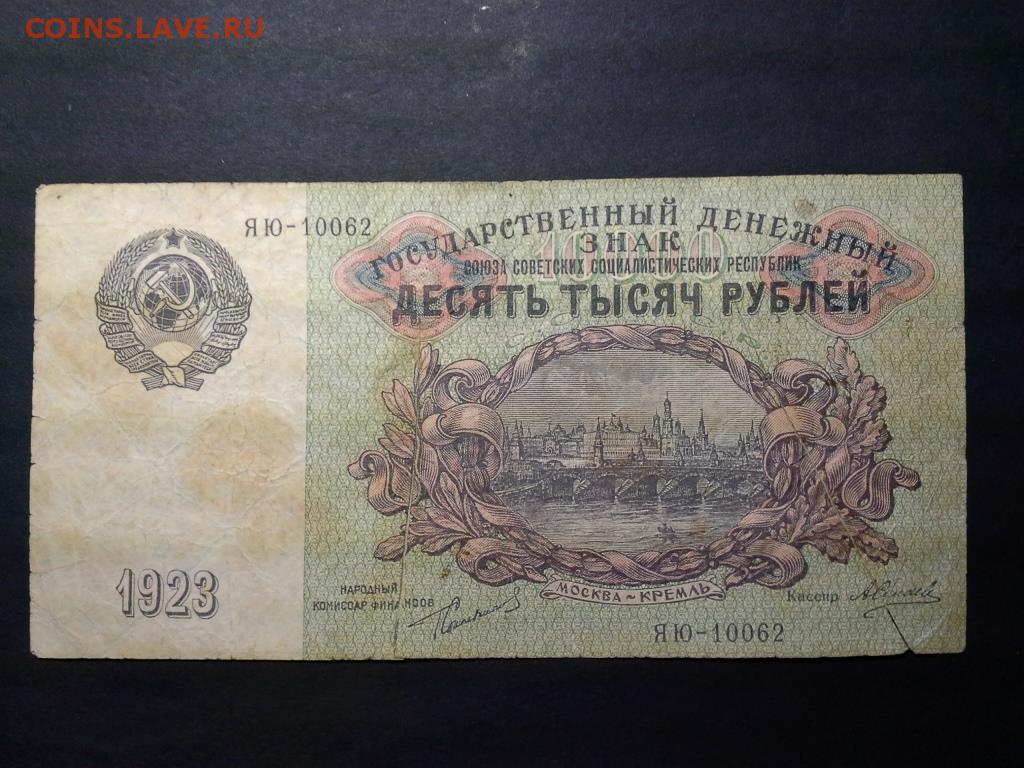 COINS.LAVE.RU
ЯЮ-10062
ГОСУДАРСТВЕННЫЙ ДЕНЕЖНЫЙ
ЗНАК
СОЮЗА СОВЕТСКИХ СОЦИАЛИСТИЧЕСКИХ РЕСПУБЛИК
10000
ДЕСЯТЬ ТЫСЯЧ РУБЛЕЙ
1923
НАРОДНЫЙ
КОМИССАР ФИНАНСОВ
МОСКВА~КРЕМЛЬ
Кассир
ЯЮ-10062